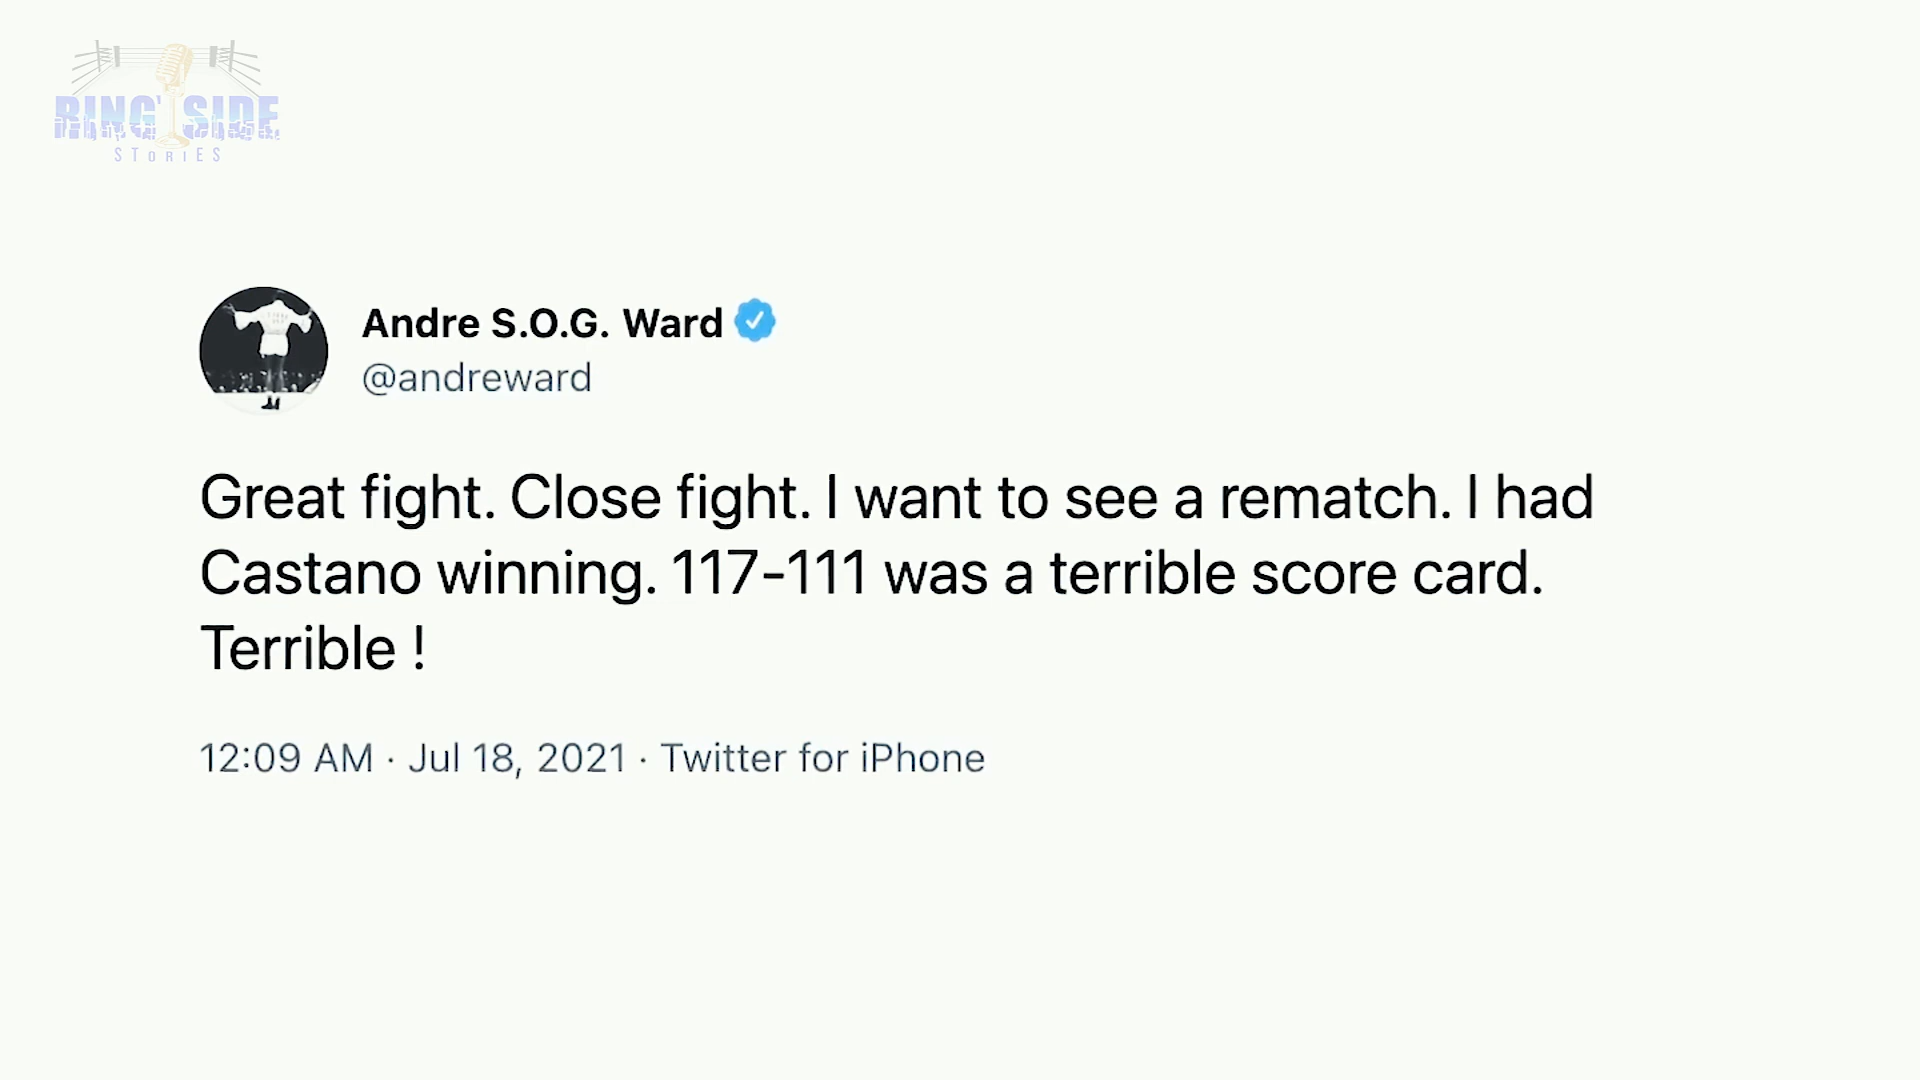 RING SIDE
STORIES
Andre S.O.G. Ward
@andreward
Great fight. Close fight. I want to see a rematch. I had
Castano winning. 117-111 was a terrible score card.
Terrible !
12:09 AM · Jul 18, 2021 · Twitter for iPhone